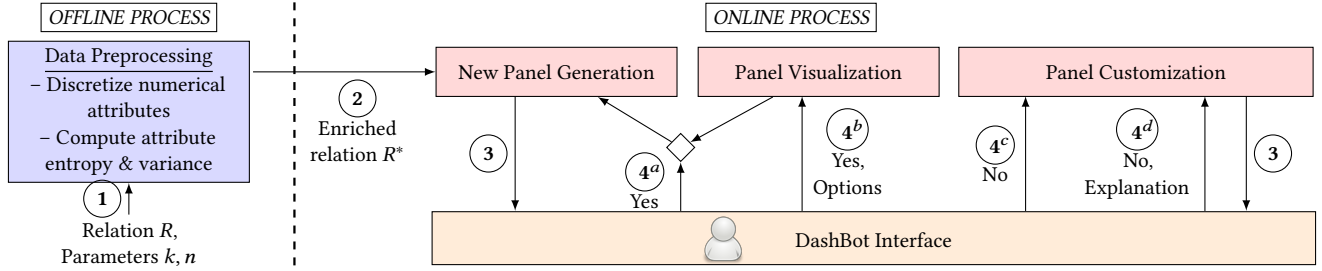 OFFLINE PROCESS
Data Preprocessing
– Discretize numerical
attributes
– Compute attribute
entropy & variance
1
Relation R,
Parameters k, n
2
Enriched
relation R*
ONLINE PROCESS
New Panel Generation
Panel Visualization
Panel Customization
3
4a
Yes
4b
Yes,
Options
4c
No
4d
No,
Explanation
3
DashBot Interface